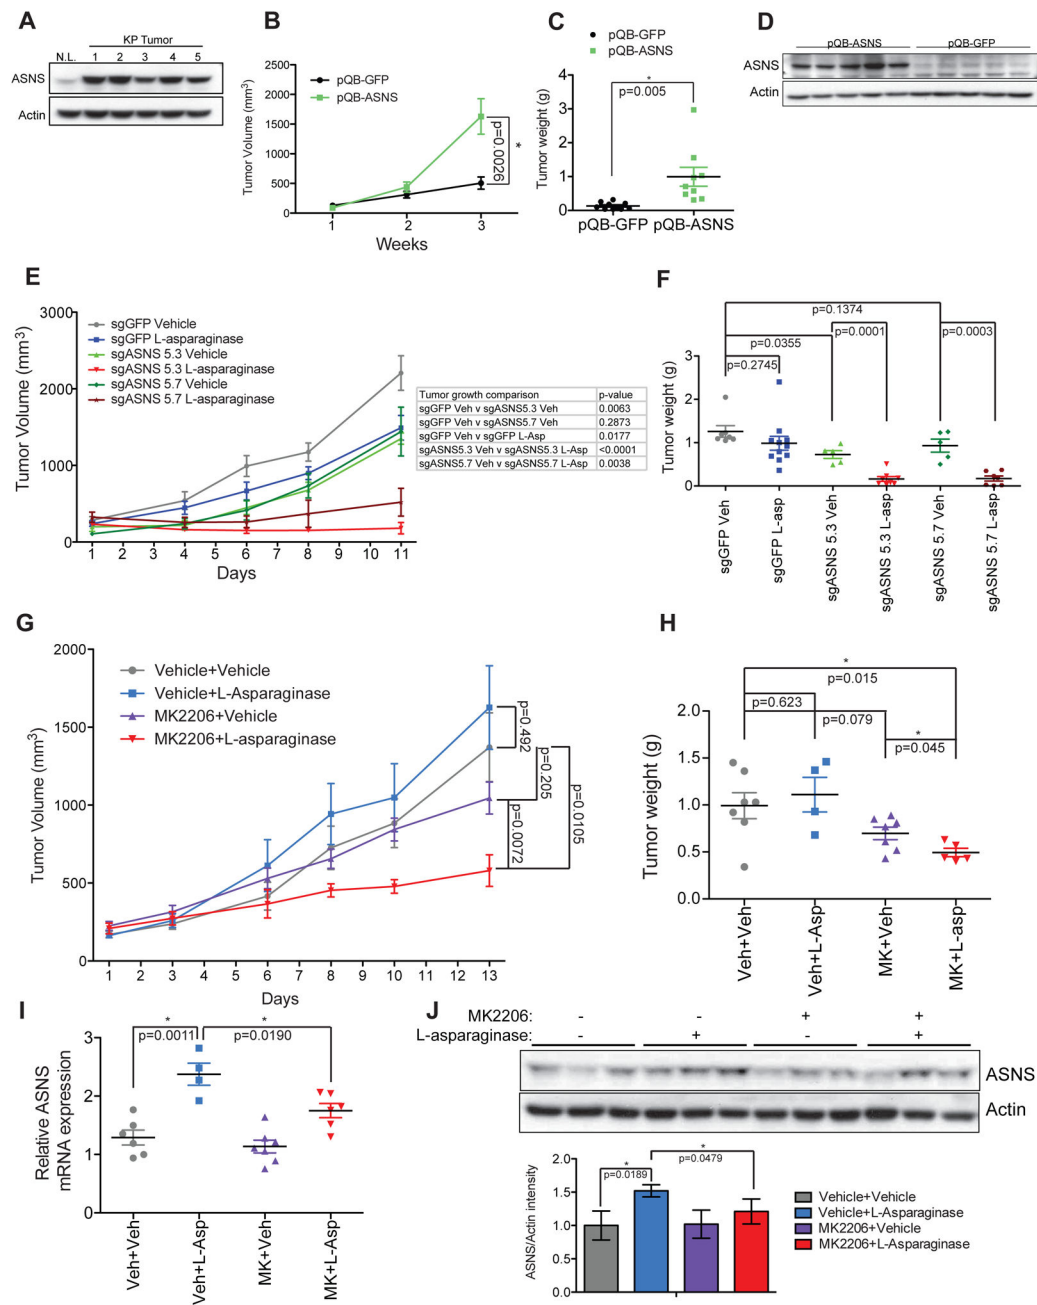 A
KP Tumor
N.L. 1 2 3 4 5
ASNS
Actin
B
pQB-GFP
pQB-ASNS
Tumor Volume (mm3)
2500
2000
1500
1000
500
0
1 2 3
Weeks
p=0.0026
*
C
pQB-GFP
pQB-ASNS
*
p=0.005
Tumor weight (g)
4
3
2
1
0
pQB-GFP pQB-ASNS
D
pQB-ASNS pQB-GFP
ASNS
Actin
E
Tumor Volume (mm3)
3000
2000
1000
0
sgGFP Vehicle
sgGFP L-asparaginase
sgASNS 5.3 Vehicle
sgASNS 5.3 L-asparaginase
sgASNS 5.7 Vehicle
sgASNS 5.7 L-asparaginase
1 2 3 4 5 6 7 8 9 10 11
Days
Tumor growth comparison p-value
sgGFP Veh v sgASNS5.3 Veh 0.0063
sgGFP Veh v sgASNS5.7 Veh 0.2873
sgGFP Veh v sgGFP L-Asp 0.0177
sgASNS5.3 Veh v sgASNS5.3 L-Asp <0.0001
sgASNS5.7 Veh v sgASNS5.7 L-Asp 0.0038
F
p=0.1374
p=0.0355
p=0.0001
p=0.0003
p=0.2745
Tumor weight (g)
3
2
1
0
sgGFP Veh
sgGFP L-asp
sgASNS 5.3 Veh
sgASNS 5.3 L-asp
sgASNS 5.7 Veh
sgASNS 5.7 L-asp
G
Tumor Volume (mm3)
2000
1500
1000
500
0
Vehicle+Vehicle
Vehicle+L-Asparaginase
MK2206+Vehicle
MK2206+L-asparaginase
p=0.492
p=0.205
p=0.0072
p=0.0105
1 2 3 4 5 6 7 8 9 10 11 12 13
Days
H
*
p=0.015
p=0.623
p=0.079
*
p=0.045
Tumor weight (g)
2.0
1.5
1.0
0.5
0.0
Veh+Veh
Veh+L-Asp
MK+Veh
MK+L-asp
I
* *
p=0.0011 p=0.0190
Relative ASNS
mRNA expression
3
2
1
0
Veh+Veh
Veh+L-Asp
MK+Veh
MK+L-Asp
J
MK2206: - - + +
L-asparaginase: - + - +
ASNS
Actin
ASNS/Actin intensity
2.0
1.5
1.0
0.5
0.0
*
p=0.0189
*
p=0.0479
Vehicle+Vehicle
Vehicle+L-Asparaginase
MK2206+Vehicle
MK2206+L-Asparaginase